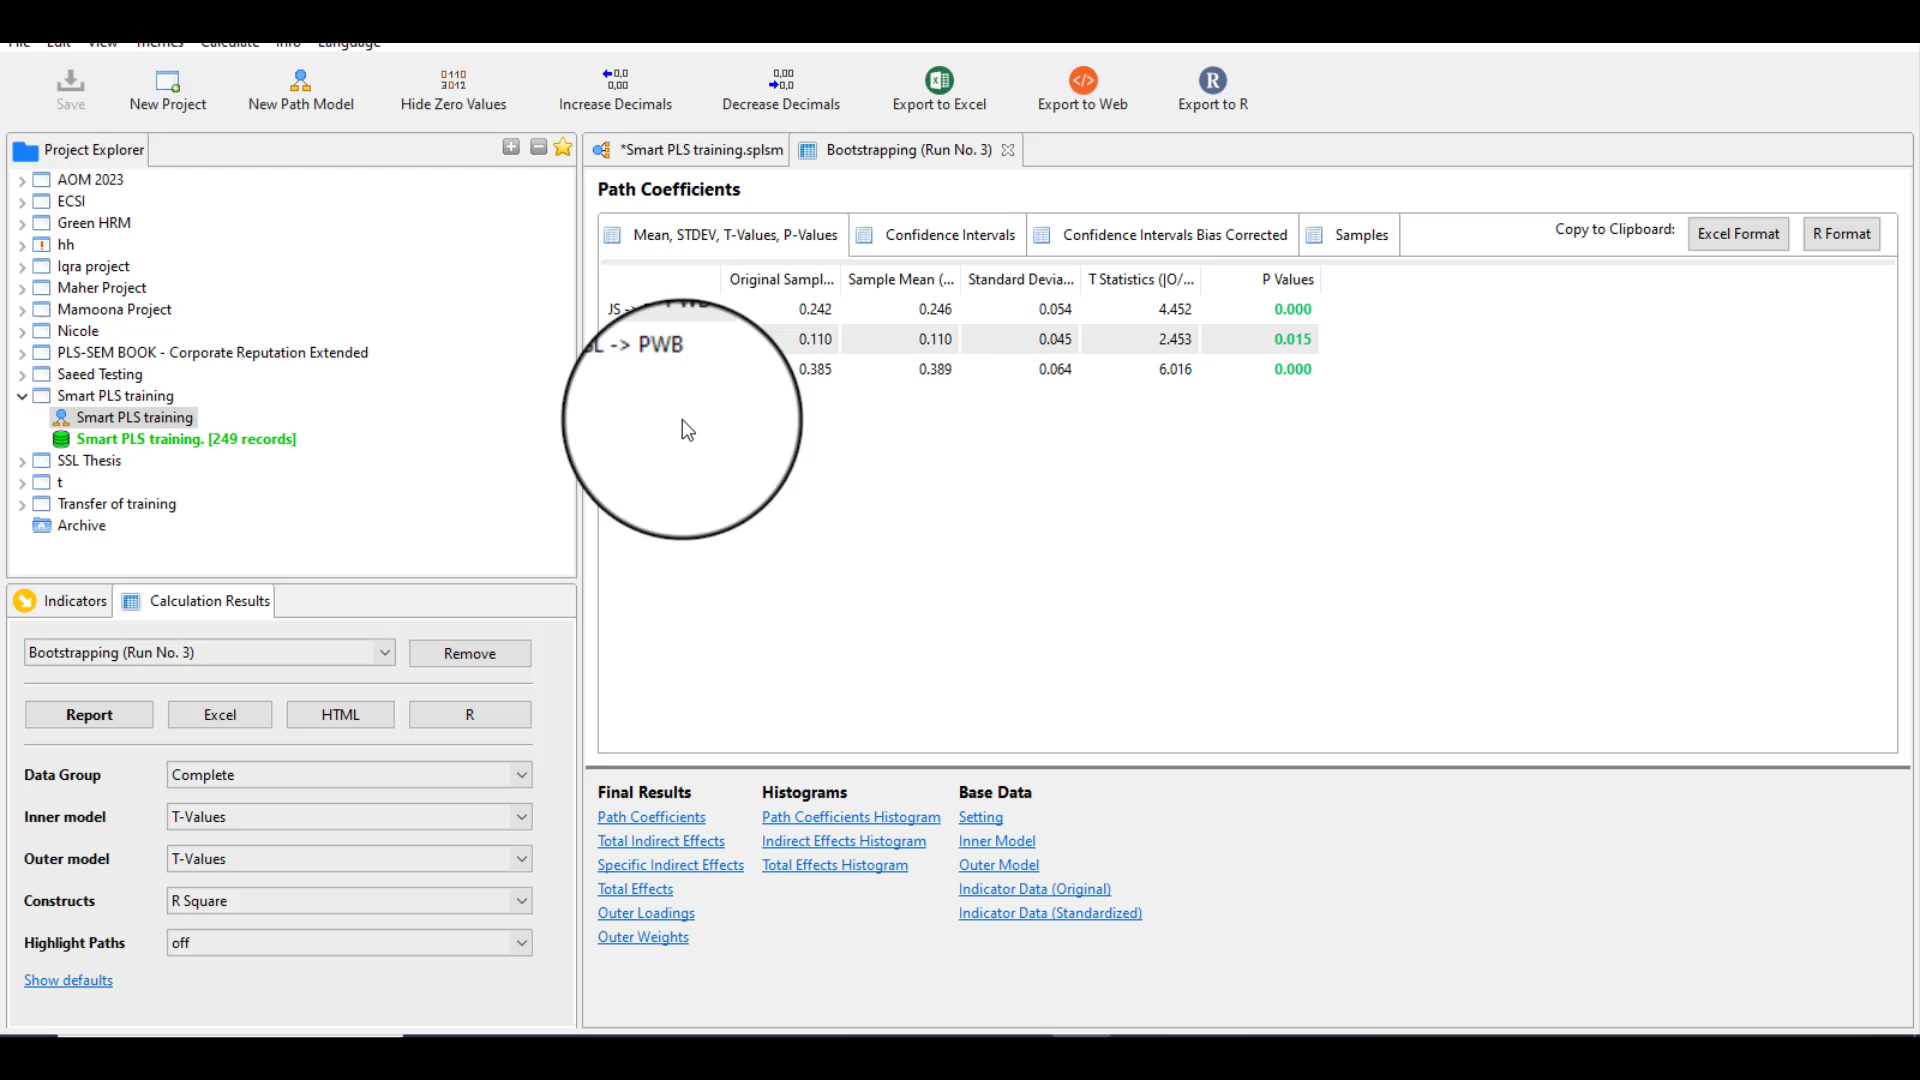 Save
New Project
New Path Model
Hide Zero Values
Increase Decimals
Decrease Decimals
Export to Excel
Export to Web
Export to R
Project Explorer
AOM 2023
ECSI
Green HRM
hh
Iqra project
Maher Project
Mamoona Project
Nicole
PLS-SEM BOOK - Corporate Reputation Extended
Saeed Testing
Smart PLS training
Smart PLS training
Smart PLS training. [249 records]
SSL Thesis
t
Transfer of training
Archive
Indicators
Calculation Results
Bootstrapping (Run No. 3)
Remove
Report
Excel
HTML
R
Data Group
Complete
Inner model
T-Values
Outer model
T-Values
Constructs
R Square
Highlight Paths
off
Show defaults
*Smart PLS training.splsm
Bootstrapping (Run No. 3)
Path Coefficients
Mean, STDEV, T-Values, P-Values
Confidence Intervals
Confidence Intervals Bias Corrected
Samples
Copy to Clipboard:
Excel Format
R Format
Original Sampl... Sample Mean (... Standard Devia... T Statistics (|O/... P Values
JS -> 0.242 0.246 0.054 4.452 0.000
-> PWB 0.110 0.110 0.045 2.453 0.015
0.385 0.389 0.064 6.016 0.000
Final Results
Path Coefficients
Total Indirect Effects
Specific Indirect Effects
Total Effects
Outer Loadings
Outer Weights
Histograms
Path Coefficients Histogram
Indirect Effects Histogram
Total Effects Histogram
Base Data
Setting
Inner Model
Outer Model
Indicator Data (Original)
Indicator Data (Standardized)